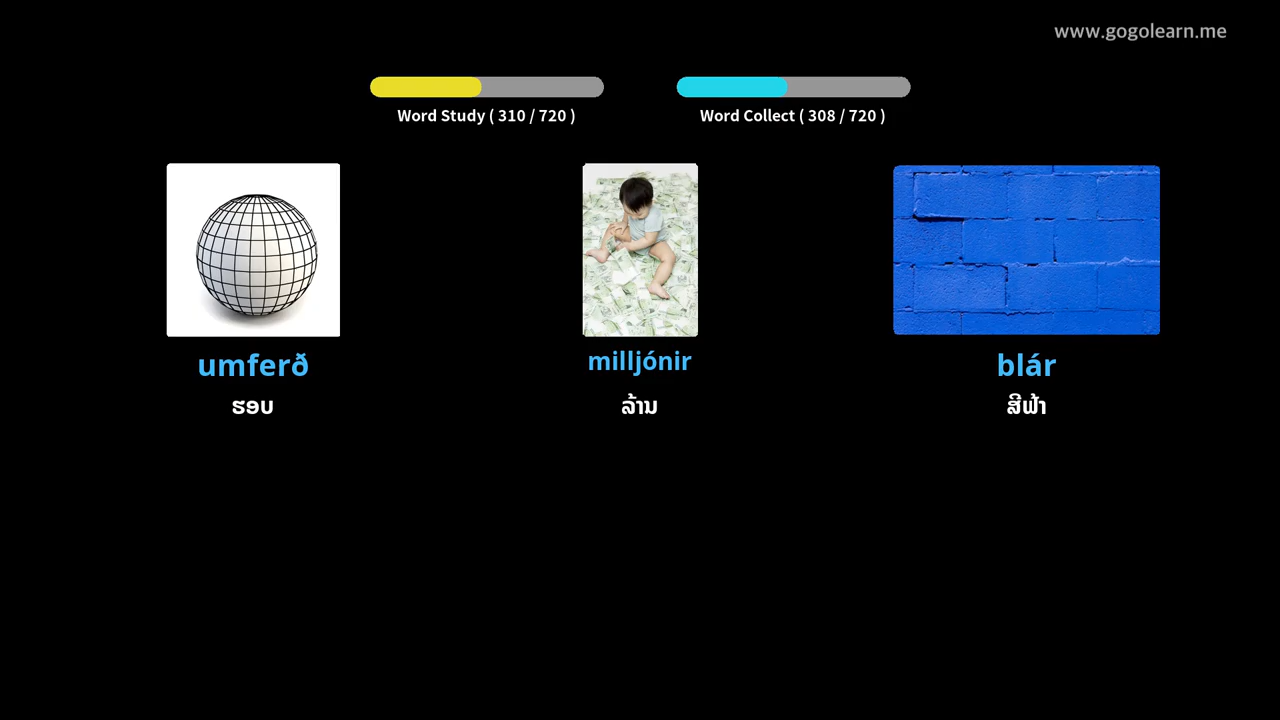 www.gogolearn.me
Word Study ( 310 / 720 )
Word Collect ( 308 / 720 )
umferð
milljónir
blár
ຮອບ
ລ້ານ
ສີຟ້າ